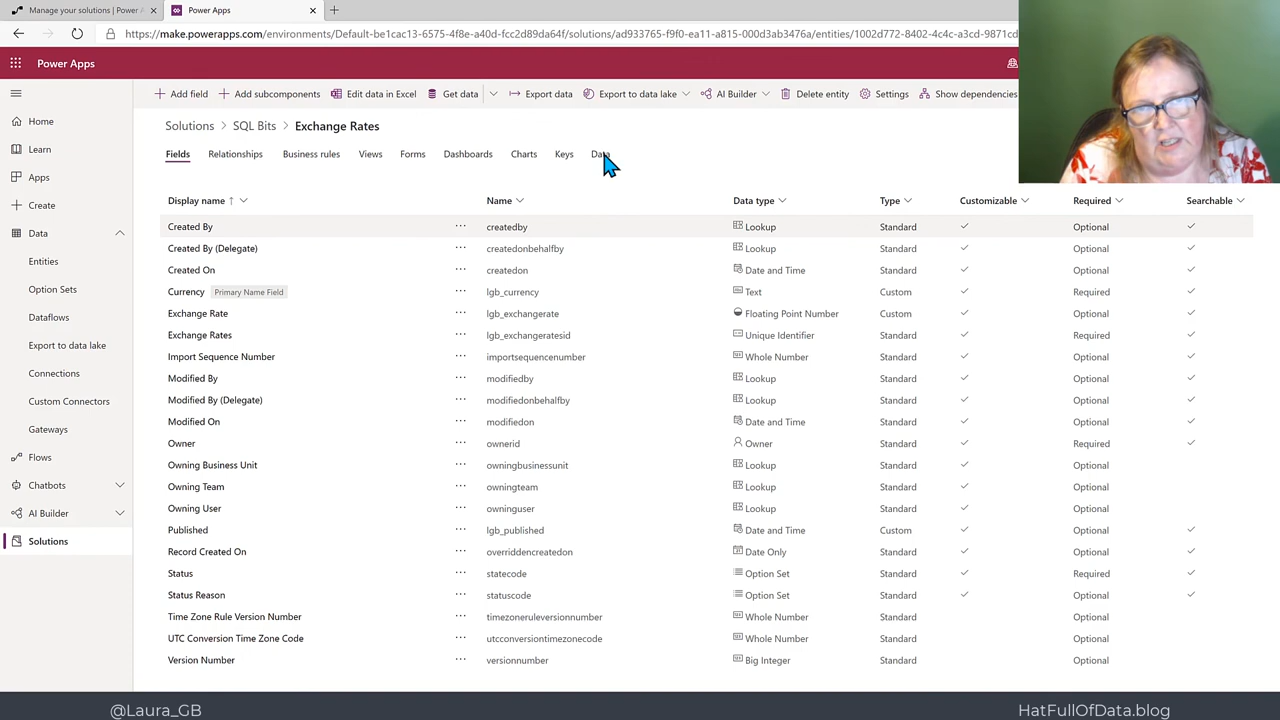 Manage your solutions | Power A
Power Apps
https://make.powerapps.com/environments/Default-be1cac13-6575-4f8e-a40d-fcc2d89da64f/solutions/ad933765-f9f0-ea11-a815-000d3ab3476a/entities/1002d772-8402-4c4c-a3cd-9871cd
Power Apps
Add field Add subcomponents Edit data in Excel Get data Export data Export to data lake AI Builder Delete entity Settings Show dependencies
Solutions > SQL Bits > Exchange Rates
Fields Relationships Business rules Views Forms Dashboards Charts Keys Data
Home
Learn
Apps
Create
Data
Entities
Option Sets
Dataflows
Export to data lake
Connections
Custom Connectors
Gateways
Flows
Chatbots
AI Builder
Solutions
Display name ↑ Name Data type Type Customizable Required Searchable
Created By ··· createdby Lookup Standard ✓ Optional ✓
Created By (Delegate) ··· createdonbehalfby Lookup Standard ✓ Optional ✓
Created On ··· createdon Date and Time Standard ✓ Optional ✓
Currency Primary Name Field ··· lgb_currency Text Custom ✓ Required ✓
Exchange Rate ··· lgb_exchangerate Floating Point Number Custom ✓ Optional ✓
Exchange Rates ··· lgb_exchangeratesid Unique Identifier Standard ✓ Required ✓
Import Sequence Number ··· importsequencenumber Whole Number Standard ✓ Optional ✓
Modified By ··· modifiedby Lookup Standard ✓ Optional ✓
Modified By (Delegate) ··· modifiedonbehalfby Lookup Standard ✓ Optional ✓
Modified On ··· modifiedon Date and Time Standard ✓ Optional ✓
Owner ··· ownerid Owner Standard ✓ Required ✓
Owning Business Unit ··· owningbusinessunit Lookup Standard ✓ Optional
Owning Team ··· owningteam Lookup Standard ✓ Optional
Owning User ··· owninguser Lookup Standard ✓ Optional
Published ··· lgb_published Date and Time Custom ✓ Optional ✓
Record Created On ··· overriddencreatedon Date Only Standard ✓ Optional ✓
Status ··· statecode Option Set Standard ✓ Required ✓
Status Reason ··· statuscode Option Set Standard ✓ Optional ✓
Time Zone Rule Version Number ··· timezoneruleversionnumber Whole Number Standard Optional
UTC Conversion Time Zone Code ··· utcconversiontimezonecode Whole Number Standard Optional
Version Number ··· versionnumber Big Integer Standard Optional
@Laura_GB
HatFullOfData.blog